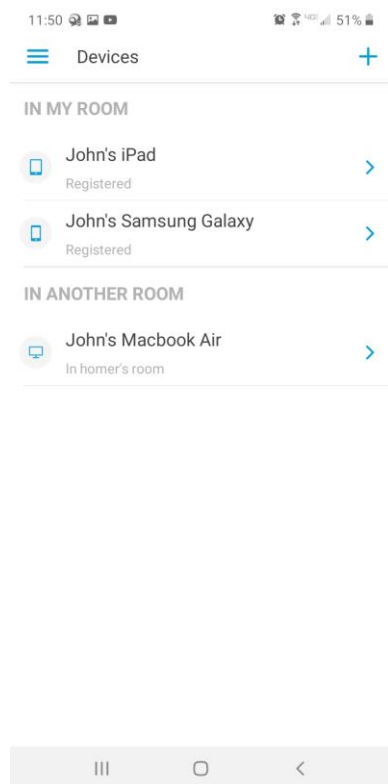 11:50 51%
Devices
IN MY ROOM
John's iPad
Registered
John's Samsung Galaxy
Registered
IN ANOTHER ROOM
John's Macbook Air
In homer's room